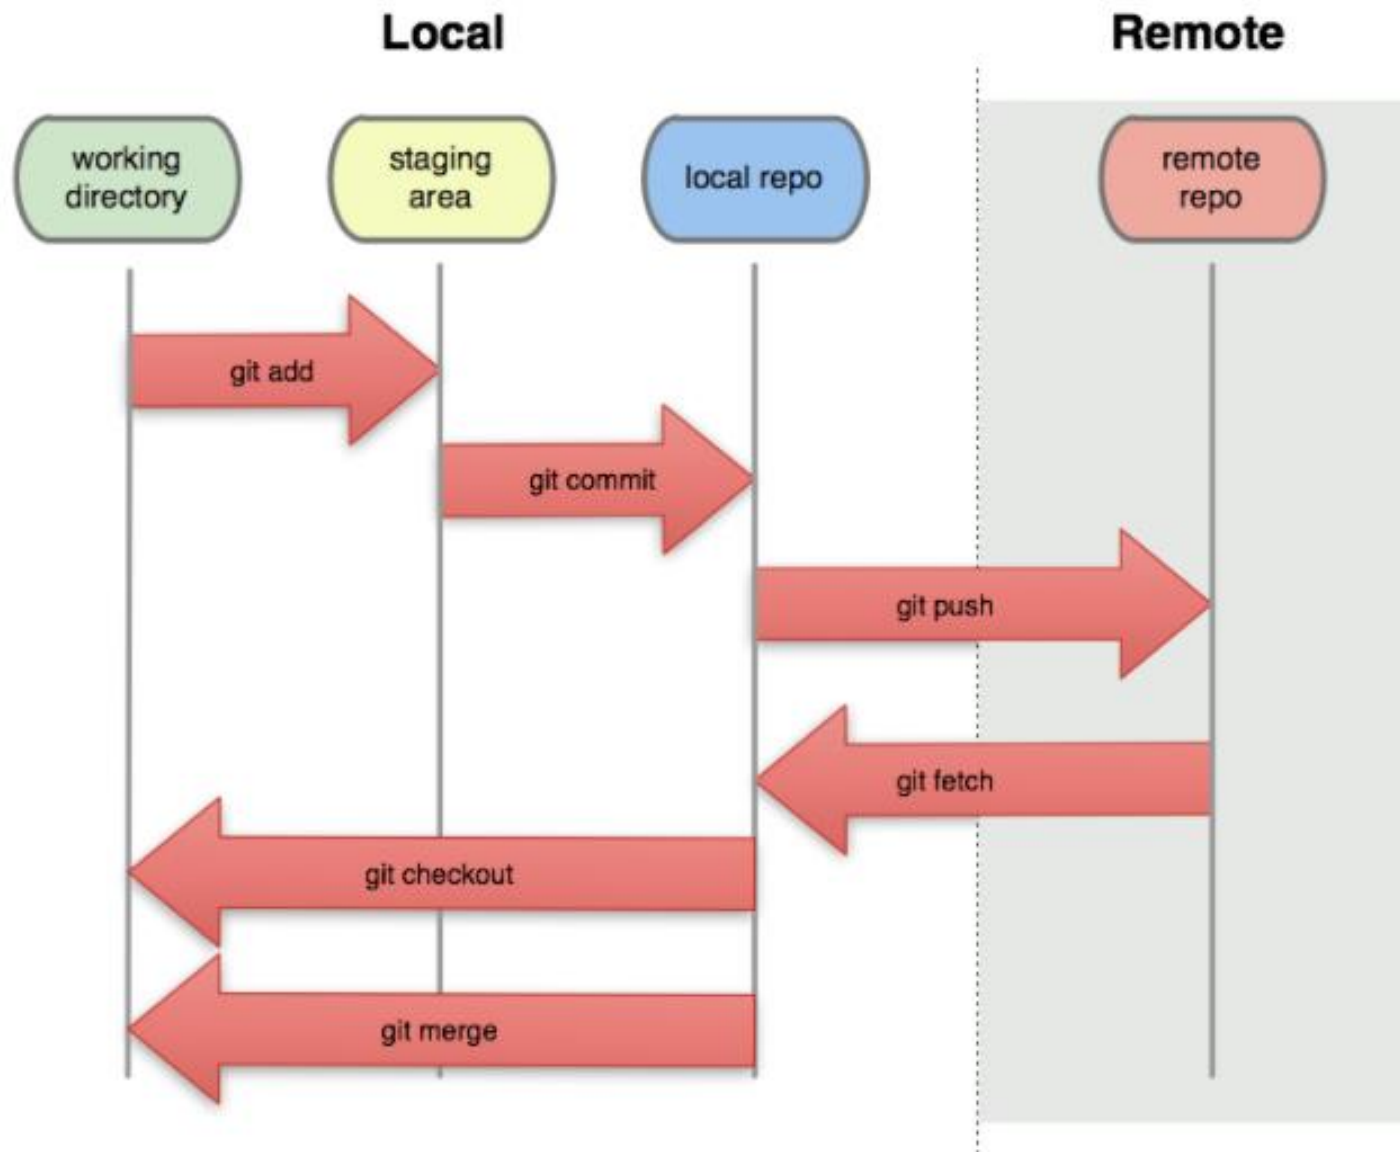 Local
Remote
working
directory
staging
area
local repo
remote
repo
git add
git commit
git push
git fetch
git checkout
git merge